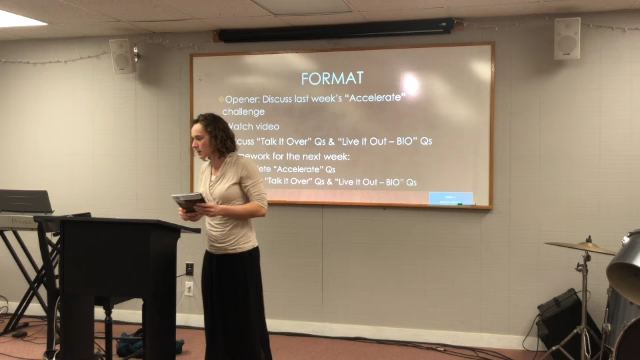 FORMAT
Opener: Discuss last week's "Accelerate"
challenge
Watch video
"Talk It Over" Qs & "Live It Out – BIO" Qs
for the next week:
"Accelerate" Qs
"Talk It Over" Qs & "Live It Out – BIO" Qs